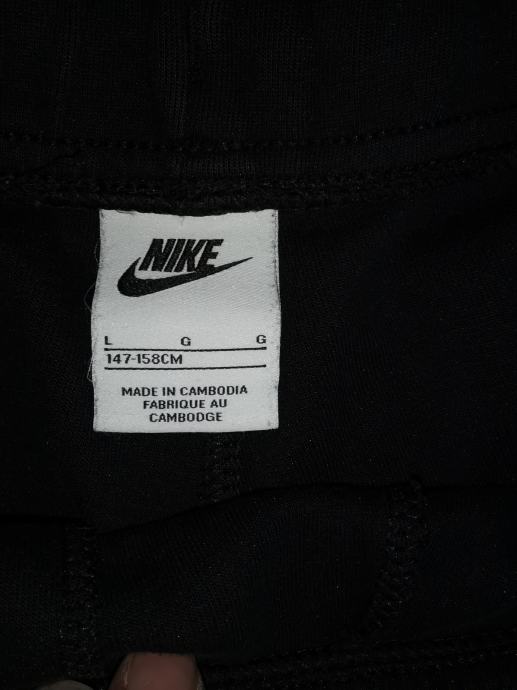 NIKE
L G G
147-158CM
MADE IN CAMBODIA
FABRIQUE AU
CAMBODGE